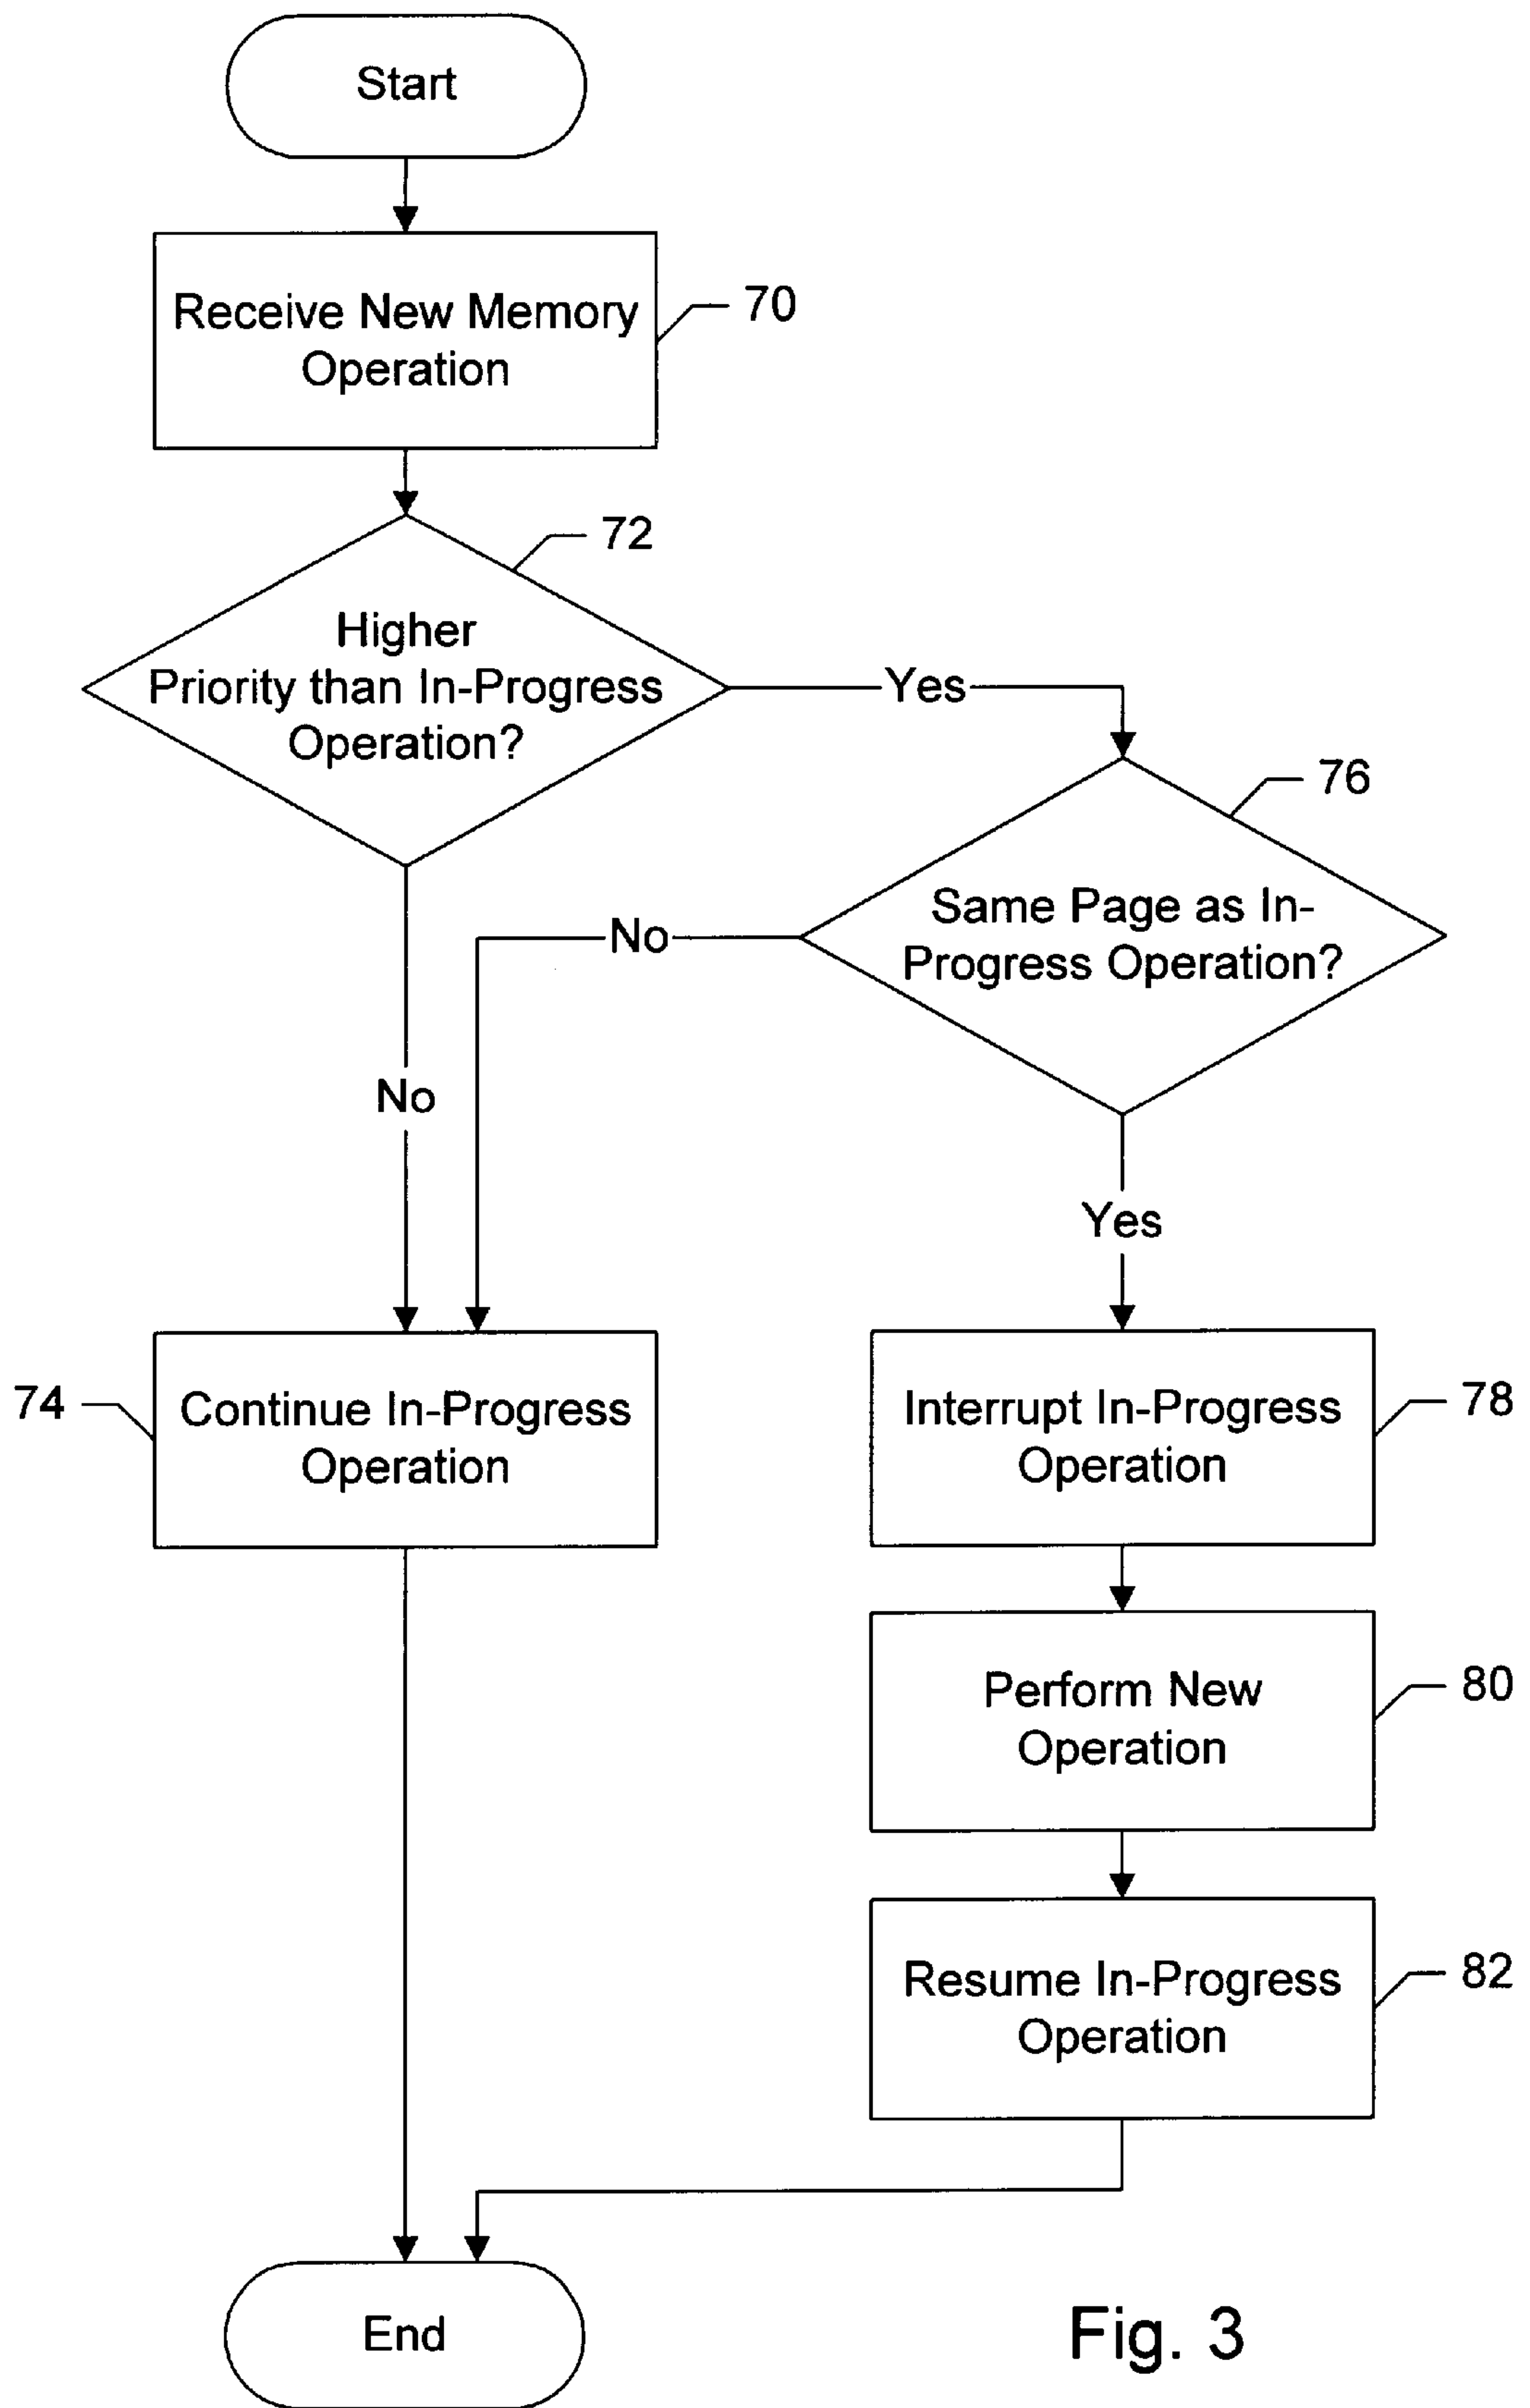 Start
Receive New Memory
Operation
70
72
Higher
Priority than In-Progress
Operation?
Yes
76
Same Page as In-
Progress Operation?
No
No
Yes
74
Continue In-Progress
Operation
Interrupt In-Progress
Operation
78
Perform New
Operation
80
Resume In-Progress
Operation
82
End
Fig. 3